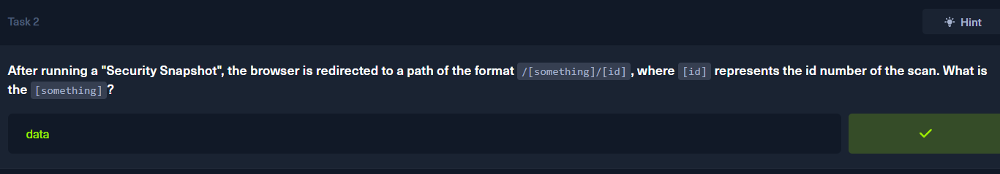 Task 2
Hint
After running a "Security Snapshot", the browser is redirected to a path of the format /[something]/[id], where [id] represents the id number of the scan. What is
the [something]?
data